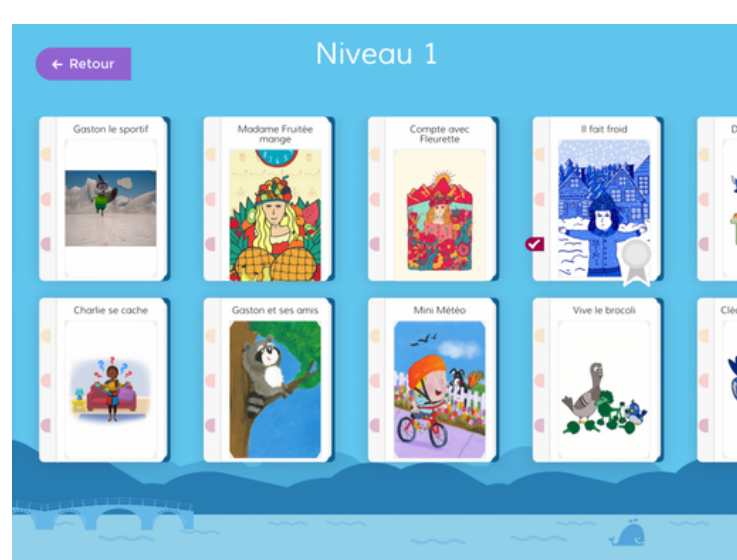 Niveau 1
← Retour
Gaston le sportif
Madame Fruitée
mange
Compte avec
Fleurette
Il fait froid
D
Charlie se cache
Gaston et ses amis
Mini Météo
Vive le brocoli
Clé